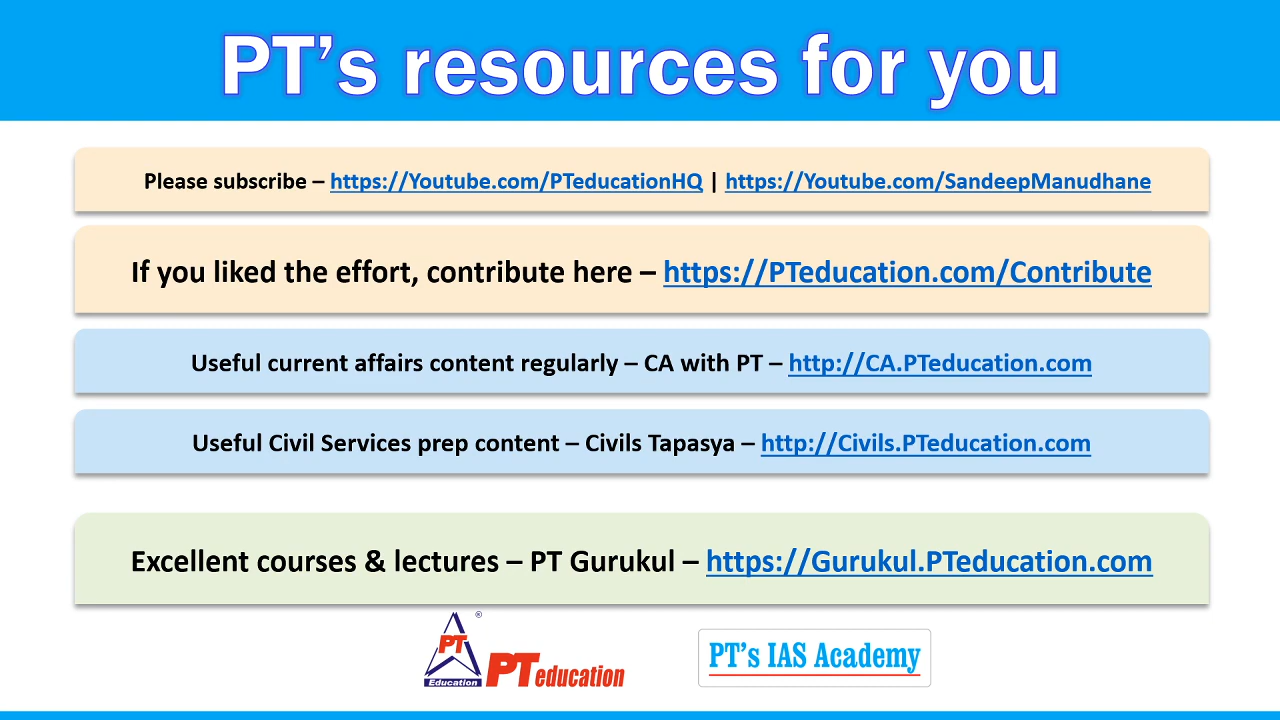 PT’s resources for you
Please subscribe – https://Youtube.com/PTeducationHQ | https://Youtube.com/SandeepManudhane
If you liked the effort, contribute here – https://PTeducation.com/Contribute
Useful current affairs content regularly – CA with PT – http://CA.PTeducation.com
Useful Civil Services prep content – Civils Tapasya – http://Civils.PTeducation.com
Excellent courses & lectures – PT Gurukul – https://Gurukul.PTeducation.com
®
PT
Education
PT education
PT’s IAS Academy